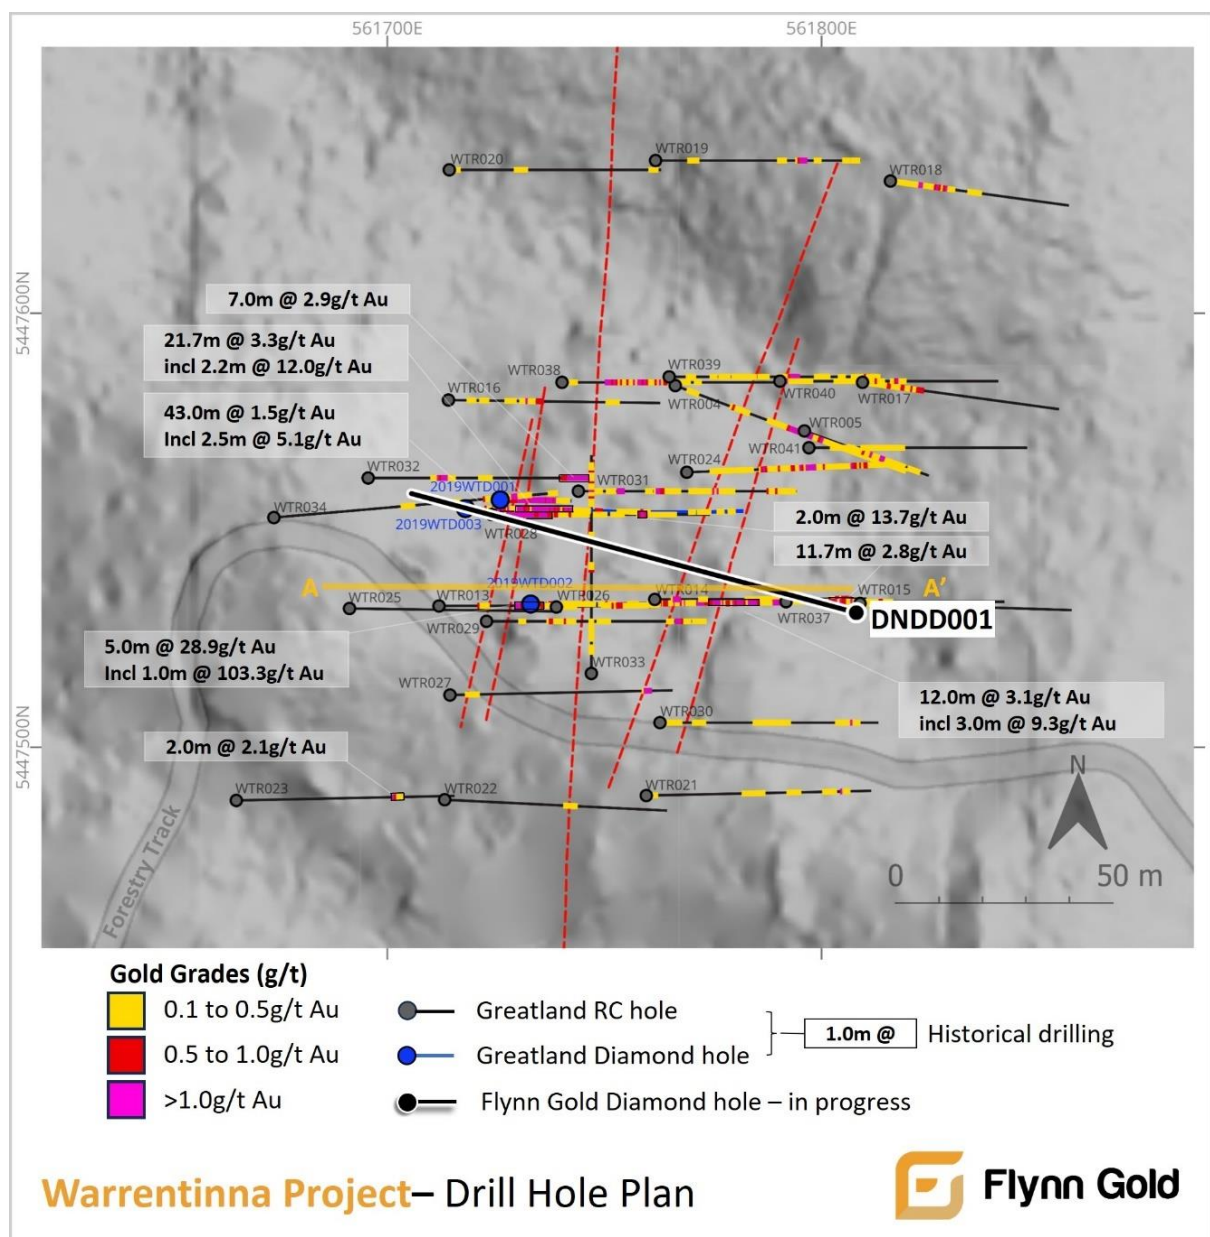 561700E
561800E
WTR019
WTR020
WTR018
5447600N
7.0m @ 2.9g/t Au
21.7m @ 3.3g/t Au
incl 2.2m @ 12.0g/t Au
WTR038
WTR039
WTR016
WTR004
WTR040
WTR017
43.0m @ 1.5g/t Au
Incl 2.5m @ 5.1g/t Au
WTR005
WTR041
WTR032
WTR024
2019WTD001
WTR031
WTR034
2019WTD003
WTR028
2.0m @ 13.7g/t Au
11.7m @ 2.8g/t Au
A
2019WTD002
A'
WTR025
WTR013
WTR026
WTR014
WTR015
WTR037
DNDD001
WTR029
5.0m @ 28.9g/t Au
Incl 1.0m @ 103.3g/t Au
WTR033
WTR027
12.0m @ 3.1g/t Au
incl 3.0m @ 9.3g/t Au
WTR030
5447500N
2.0m @ 2.1g/t Au
N
WTR023
WTR022
WTR021
Forestry Track
0
50 m
Gold Grades (g/t)
0.1 to 0.5g/t Au
0.5 to 1.0g/t Au
>1.0g/t Au
Greatland RC hole
Greatland Diamond hole
Flynn Gold Diamond hole – in progress
1.0m @
Historical drilling
Warrentinna Project– Drill Hole Plan
Flynn Gold